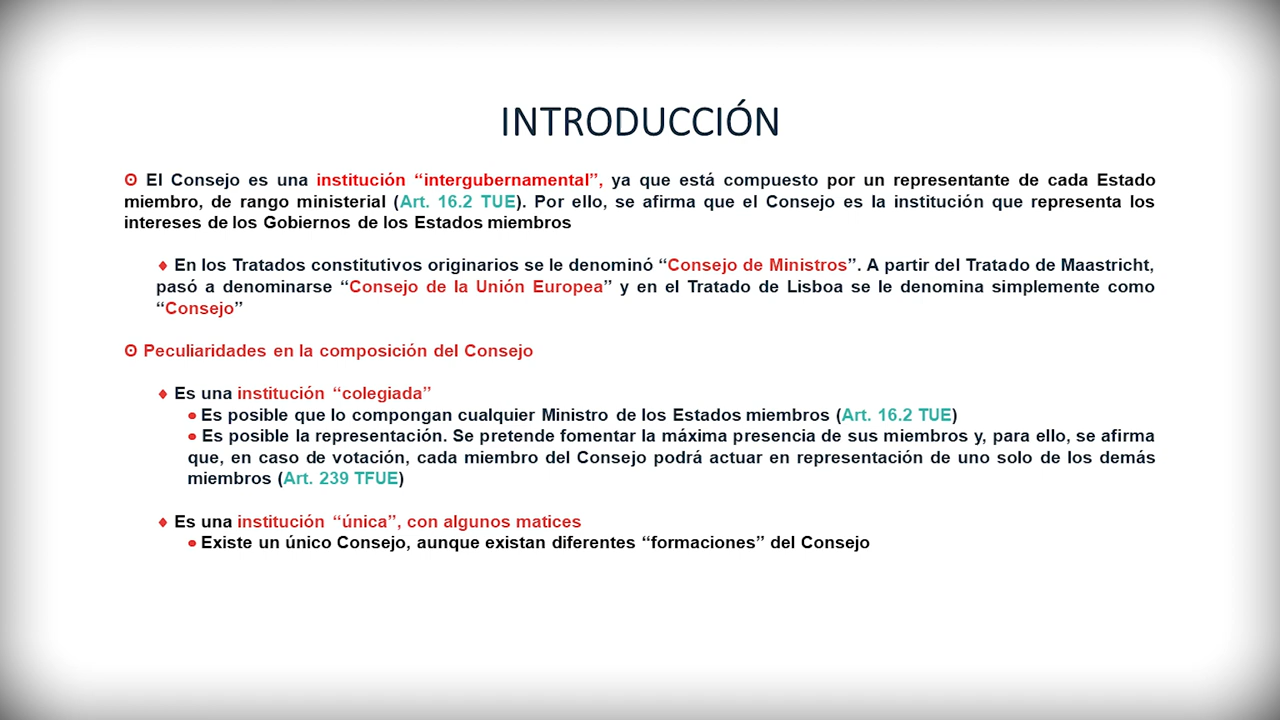 INTRODUCCIÓN
ʘ El Consejo es una institución “intergubernamental”, ya que está compuesto por un representante de cada Estado
miembro, de rango ministerial (Art. 16.2 TUE). Por ello, se afirma que el Consejo es la institución que representa los
intereses de los Gobiernos de los Estados miembros
♦ En los Tratados constitutivos originarios se le denominó “Consejo de Ministros”. A partir del Tratado de Maastricht,
pasó a denominarse “Consejo de la Unión Europea” y en el Tratado de Lisboa se le denomina simplemente como
“Consejo”
ʘ Peculiaridades en la composición del Consejo
♦ Es una institución “colegiada”
● Es posible que lo compongan cualquier Ministro de los Estados miembros (Art. 16.2 TUE)
● Es posible la representación. Se pretende fomentar la máxima presencia de sus miembros y, para ello, se afirma
que, en caso de votación, cada miembro del Consejo podrá actuar en representación de uno solo de los demás
miembros (Art. 239 TFUE)
♦ Es una institución “única”, con algunos matices
● Existe un único Consejo, aunque existan diferentes “formaciones” del Consejo